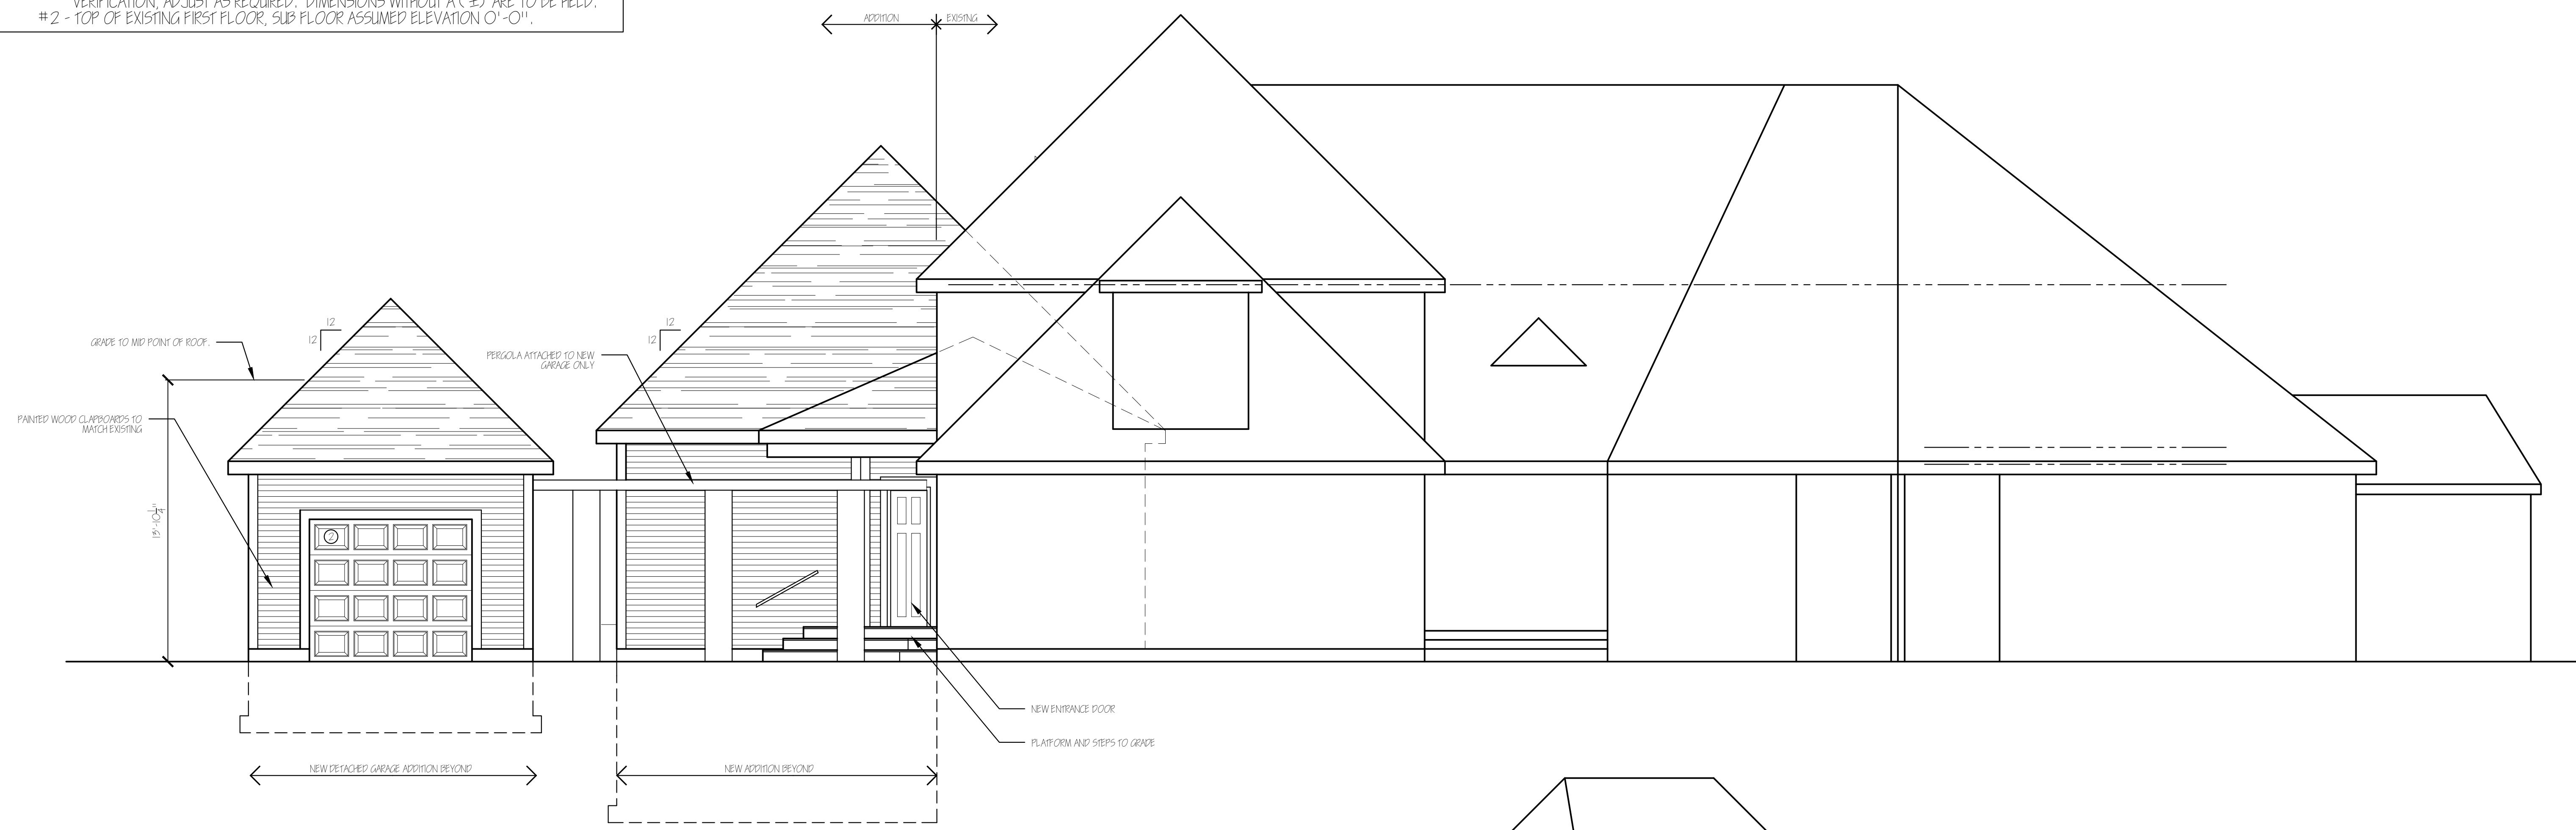 VERIFICATION, ADJUST AS REQUIRED. DIMENSIONS WITHOUT A (±) ARE TO BE HELD.
#2 - TOP OF EXISTING FIRST FLOOR, SUB FLOOR ASSUMED ELEVATION 0'-0".
ADDITION
EXISTING
12
12
12
12
GRADE TO MID POINT OF ROOF.
PERGOLA ATTACHED TO NEW
GARAGE ONLY
PAINTED WOOD CLAPBOARDS TO
MATCH EXISTING
2
NEW ENTRANCE DOOR
PLATFORM AND STEPS TO GRADE
NEW DETACHED GARAGE ADDITION BEYOND
NEW ADDITION BEYOND